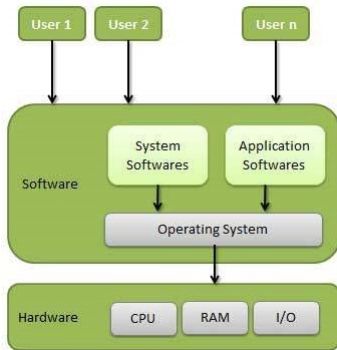 User 1
User 2
User n
System
Softwares
Application
Softwares
Software
Operating System
Hardware
CPU
RAM
I/O